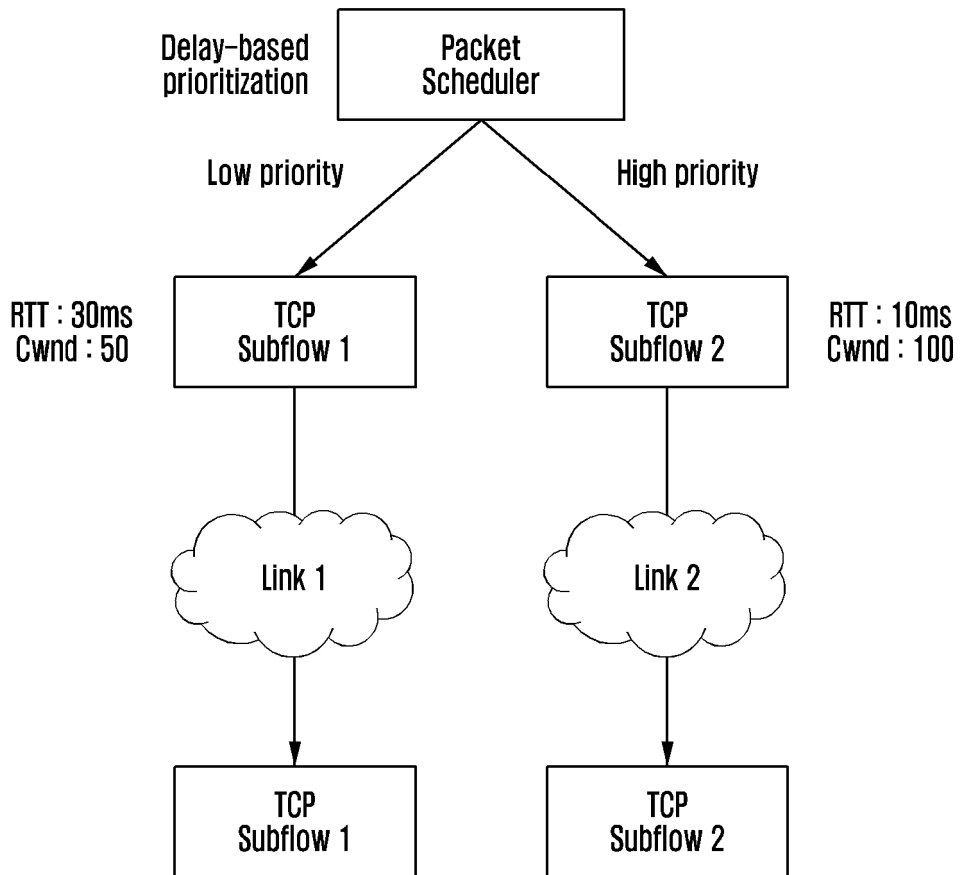 Delay-based
prioritization
Packet
Scheduler
Low priority
High priority
RTT : 30ms
Cwnd : 50
TCP
Subflow 1
TCP
Subflow 2
RTT : 10ms
Cwnd : 100
Link 1
Link 2
TCP
Subflow 1
TCP
Subflow 2